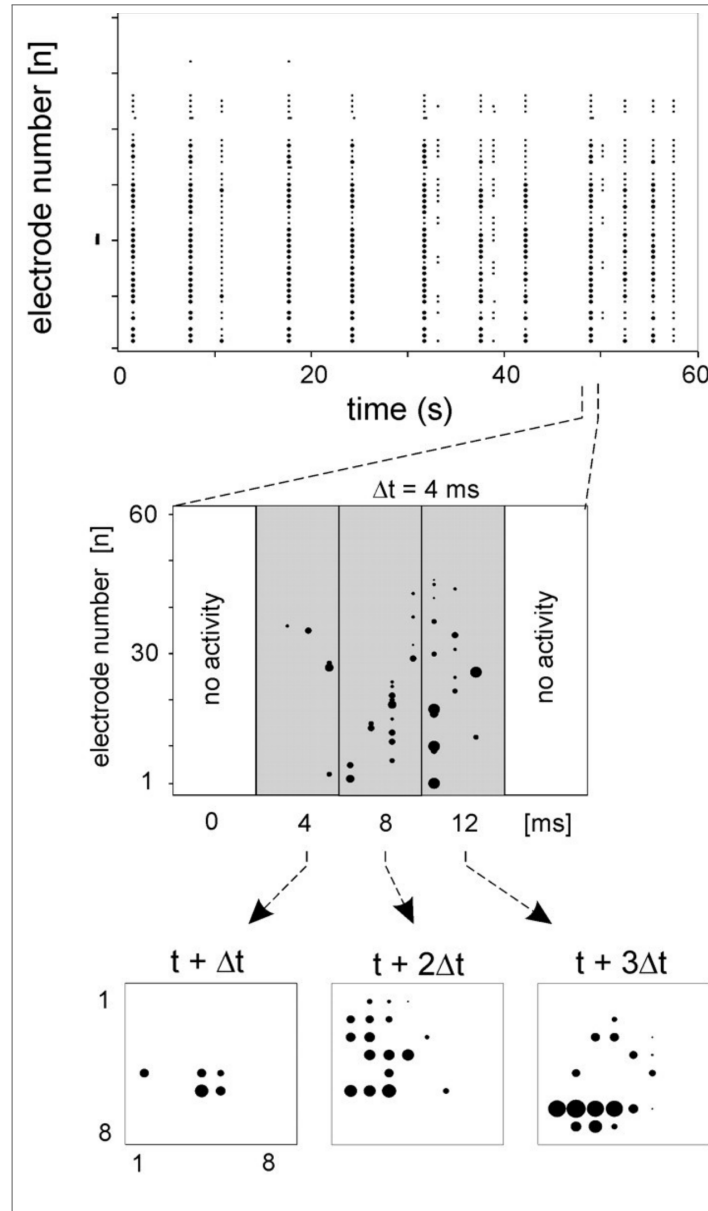 electrode number [n]
0 20 40 60
time (s)
Δt = 4 ms
electrode number [n]
60
30
1
no activity
no activity
0 4 8 12 [ms]
t + Δt t + 2Δt t + 3Δt
1
8
1 8